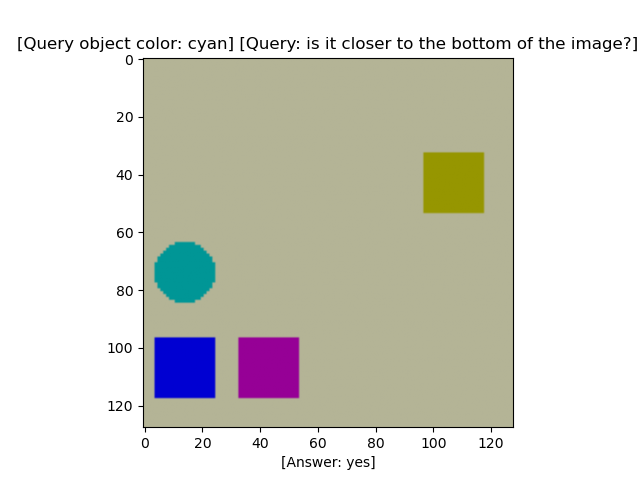 [Query object color: cyan] [Query: is it closer to the bottom of the image?]
0
20
40
60
80
100
120
0 20 40 60 80 100 120
[Answer: yes]